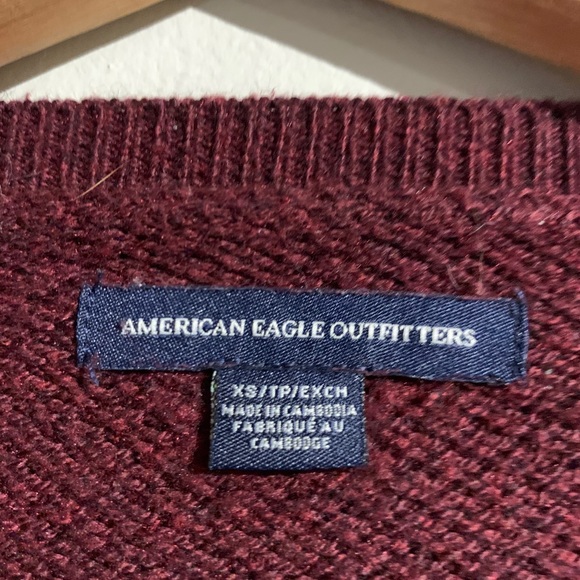 AMERICAN EAGLE OUTFITTERS
XS/TP/EXCH
MADE IN CAMBODIA
FABRIQUÉ AU
CAMBODGE